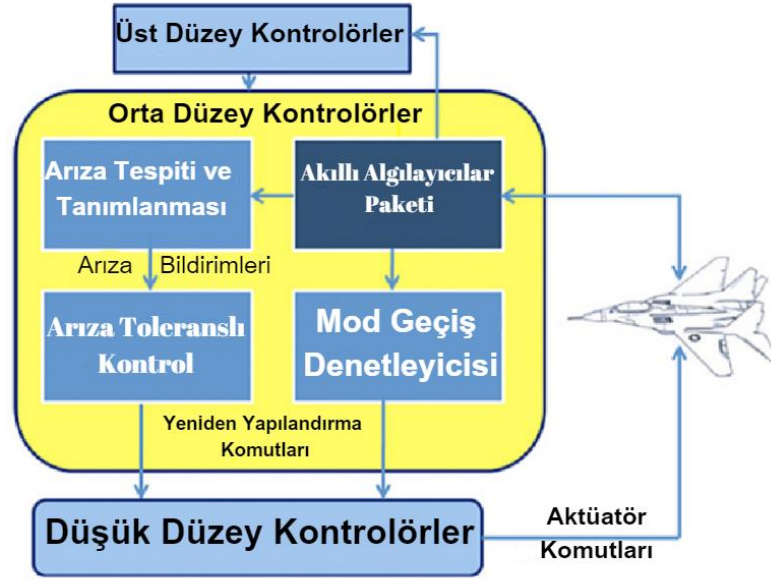 Üst Düzey Kontrolörler
Orta Düzey Kontrolörler
Arıza Tespiti ve
Tanımlanması
Akıllı Algılayıcılar
Paketi
Arıza Bildirimleri
Arıza Toleranslı
Kontrol
Mod Geçiş
Denetleyicisi
Yeniden Yapılandırma
Komutları
Düşük Düzey Kontrolörler
Aktüatör
Komutları